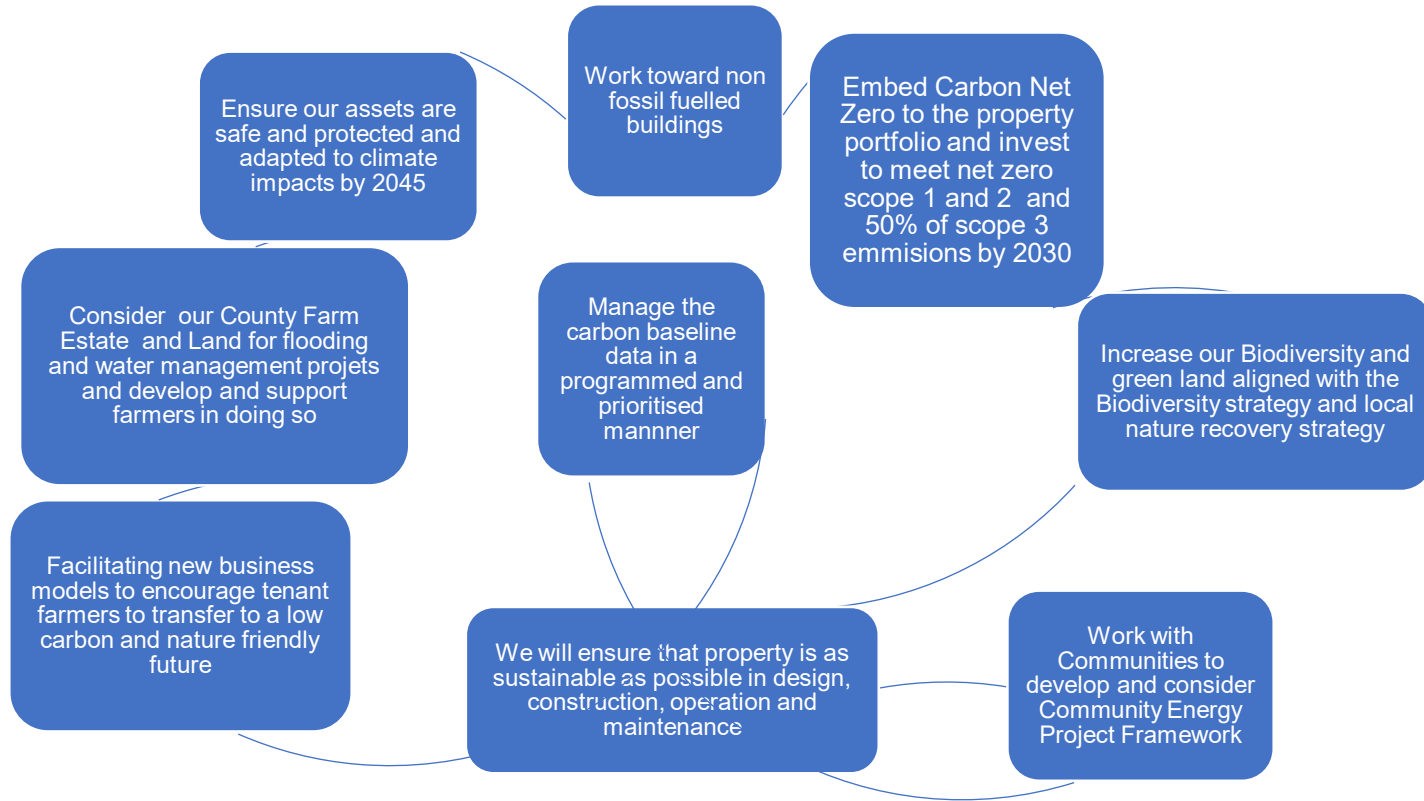 Work toward non
fossil fuelled
buildings
Embed Carbon Net
Zero to the property
portfolio and invest
to meet net zero
scope 1 and 2  and
50% of scope 3
emmisions by 2030
Increase our Biodiversity and
green land aligned with the
Biodiversity strategy and local
nature recovery strategy
Work with
Communities to
develop and consider
Community Energy
Project Framework
We will ensure that property is as
sustainable as possible in design,
construction, operation and
maintenance
Manage the
carbon baseline
data in a
programmed and
prioritised
mannner
Facilitating new business
models to encourage tenant
farmers to transfer to a low
carbon and nature friendly
future
Consider  our County Farm
Estate  and Land for flooding
and water management projets
and develop and support
farmers in doing so
Ensure our assets are
safe and protected and
adapted to climate
impacts by 2045